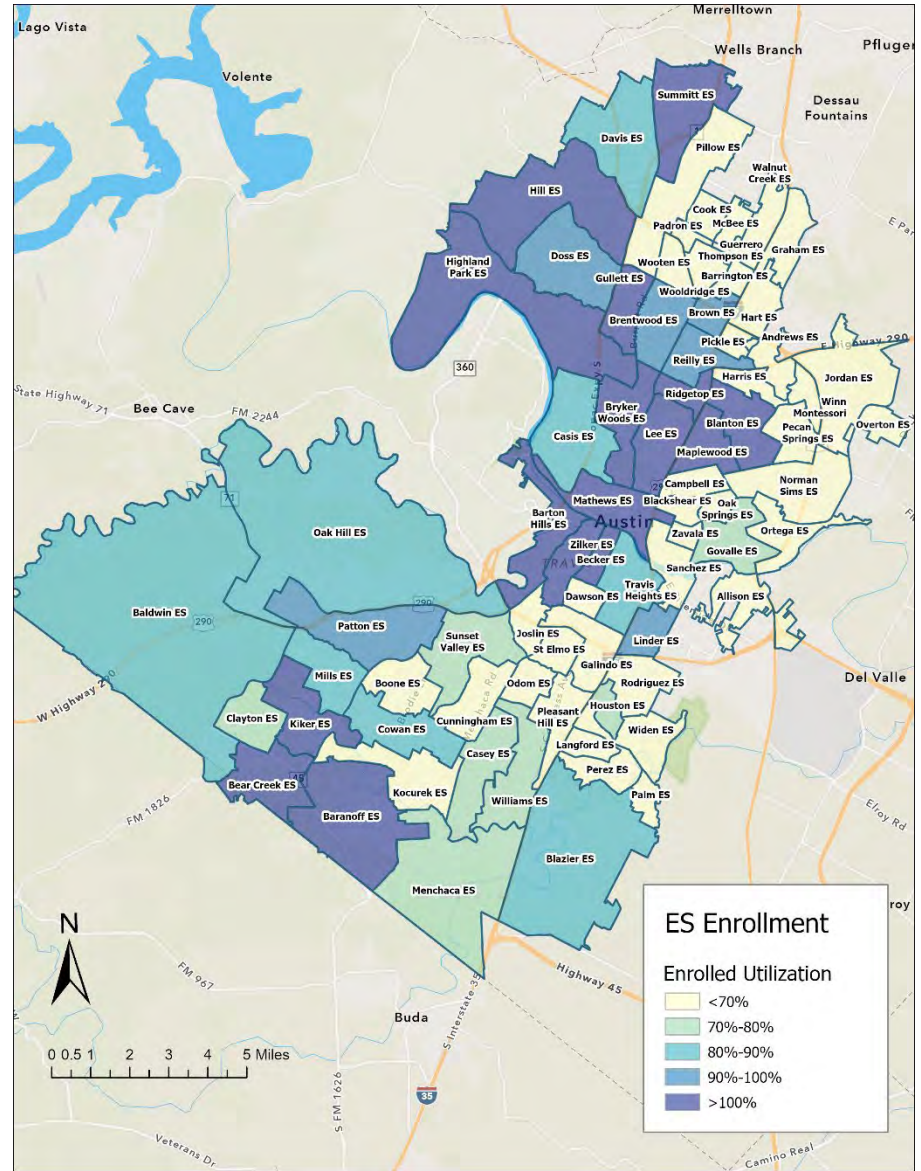 Lago Vista
Merrelltown
Wells Branch
Volente
Summitt ES
Dessau
Fountains
Davis ES
Pillow ES
Walnut
Creek ES
Hill ES
Cook ES
McBee ES
Padron ES
Guerrero
Thompson ES
Graham ES
Highland
Park ES
Doss ES
Gullett ES
Wooten ES
Barrington ES
Wooldridge ES
Brentwood ES
Brown ES
Hart ES
Pickle ES
Andrews ES
E Highway 290
Reilly ES
360
Harris ES
Jordan ES
State Highway 71
Bee Cave
FM 2244
Ridgetop ES
Winn
Montessori
Bryker
Woods ES
Lee ES
Blanton ES
Pecan
Springs ES
Overton ES
Casis ES
Maplewood ES
71
Campbell ES
Norman
Sims ES
Mathews ES
Blackshear ES
Oak
Springs ES
Barton
Hills ES
Austin
Zavala ES
Ortega ES
Oak Hill ES
Zilker ES
Govalle ES
Becker ES
Sanchez ES
Baldwin ES
290
290
Dawson ES
Travis
Heights ES
Allison ES
Patton ES
Sunset
Valley ES
Joslin ES
St Elmo ES
Linder ES
W Highway 290
Mills ES
Boone ES
Galindo ES
Del Valle
Odom ES
Rodriguez ES
Clayton ES
Kiker ES
Cowan ES
Cunningham ES
Pleasant
Hill ES
Houston ES
Widen ES
Casey ES
Langford ES
Bear Creek ES
45
Kocurek ES
Perez ES
Palm ES
FM 1826
Baranoff ES
Williams ES
Elroy Rd
Blazier ES
Menchaca ES
N
FM 967
Highway 45
Buda
S Interstate 35
0 0.5 1 2 3 4 5 Miles
S FM 1626
35
Veterans Dr
Camino Real
ES Enrollment
Enrolled Utilization
<70%
70%-80%
80%-90%
90%-100%
>100%